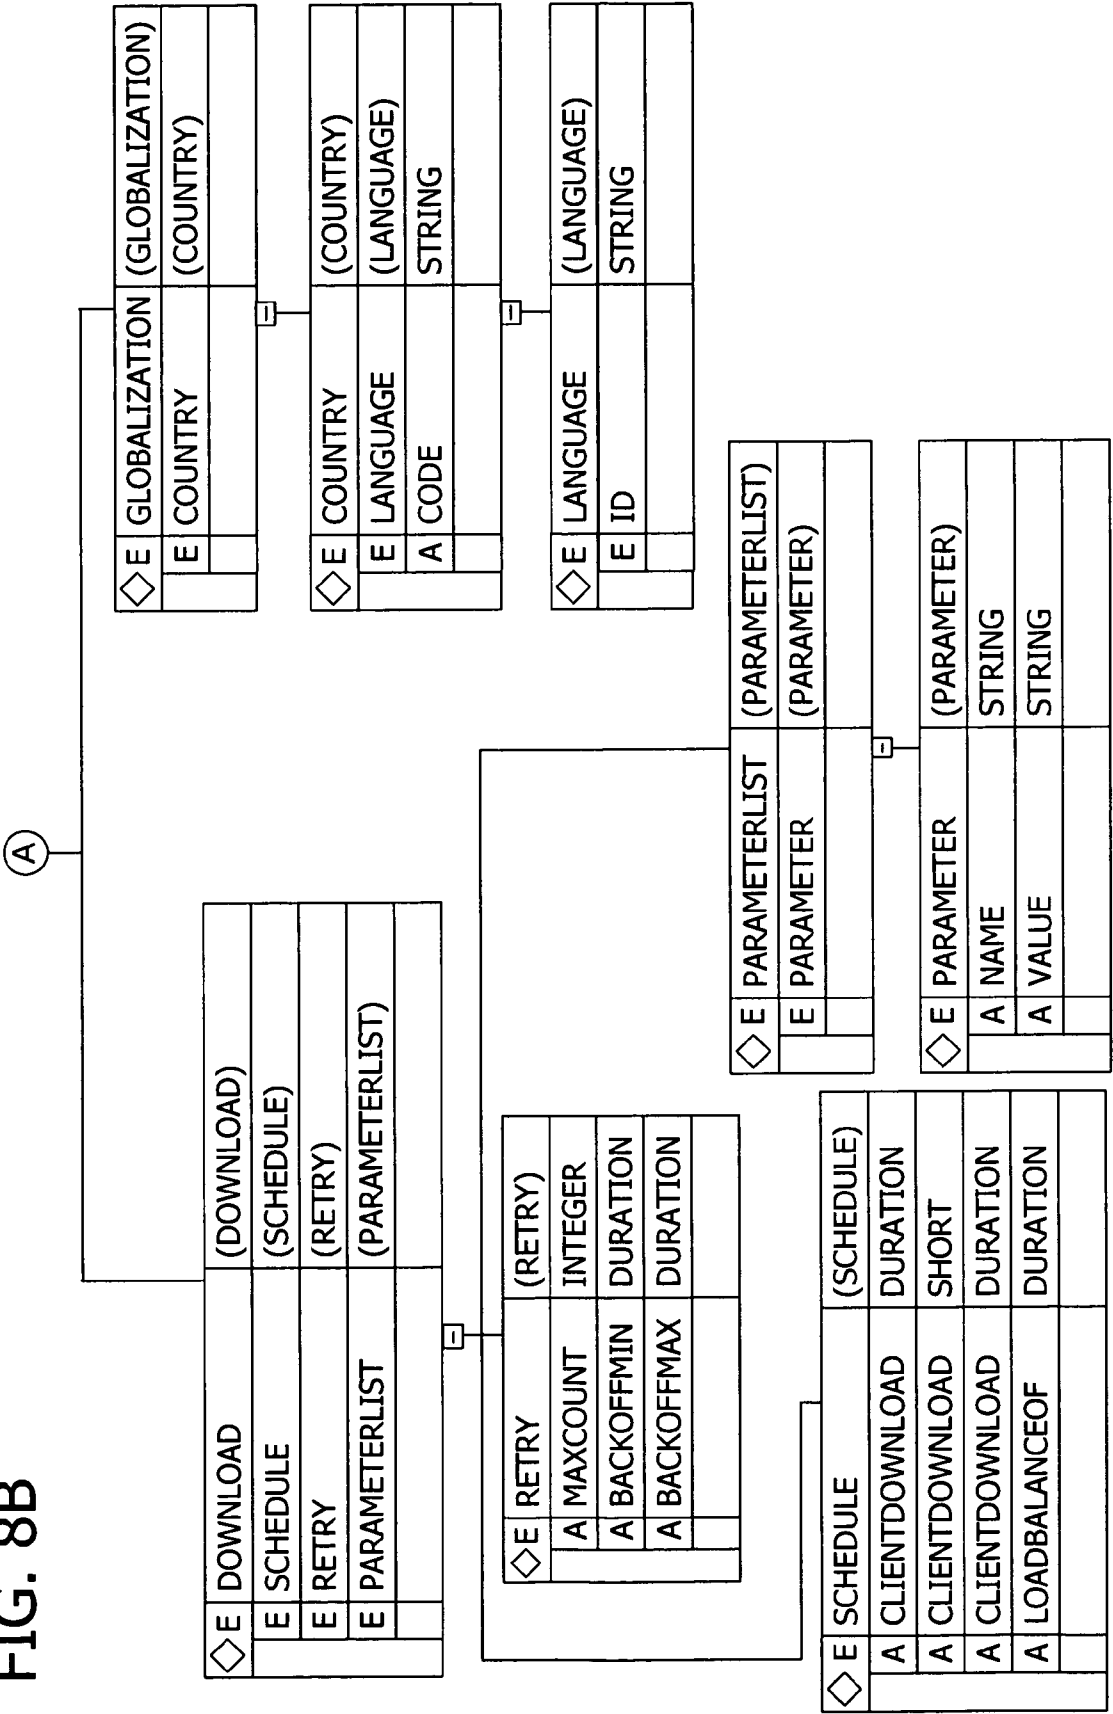 FIG. 8B
A
E DOWNLOAD (DOWNLOAD)
E SCHEDULE (SCHEDULE)
E RETRY (RETRY)
E PARAMETERLIST (PARAMETERLIST)
E GLOBALIZATION (GLOBALIZATION)
E COUNTRY (COUNTRY)
E COUNTRY (COUNTRY)
E LANGUAGE (LANGUAGE)
A CODE STRING
E LANGUAGE (LANGUAGE)
E ID STRING
E RETRY (RETRY)
A MAXCOUNT INTEGER
A BACKOFFMIN DURATION
A BACKOFFMAX DURATION
E SCHEDULE (SCHEDULE)
A CLIENTDOWNLOAD DURATION
A CLIENTDOWNLOAD SHORT
A CLIENTDOWNLOAD DURATION
A LOADBALANCEOF DURATION
E PARAMETERLIST (PARAMETERLIST)
E PARAMETER (PARAMETER)
E PARAMETER (PARAMETER)
A NAME STRING
A VALUE STRING